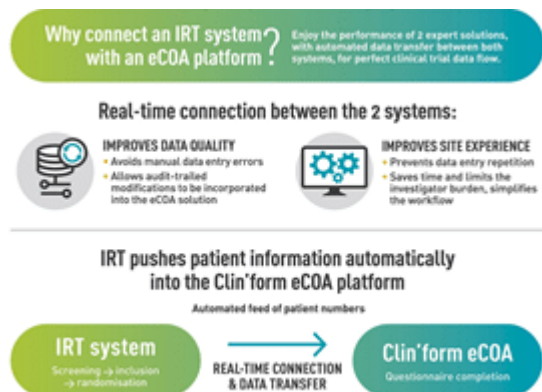 Why connect an IRT system
with an eCOA platform?
Enjoy the performance of 2 expert solutions,
with automated data transfer between both
systems, for perfect clinical trial data flow.
Real-time connection between the 2 systems:
IMPROVES DATA QUALITY
Avoids manual data entry errors
Allows audit-trailed
modifications to be incorporated
into the eCOA solution
IMPROVES SITE EXPERIENCE
Prevents data entry repetition
Saves time and limits the
investigator burden, simplifies
the workflow
IRT pushes patient information automatically
into the Clin'form eCOA platform
Automated feed of patient numbers
IRT system
Screening → inclusion
→ randomisation
REAL-TIME CONNECTION
& DATA TRANSFER
Clin'form eCOA
Questionnaire completion